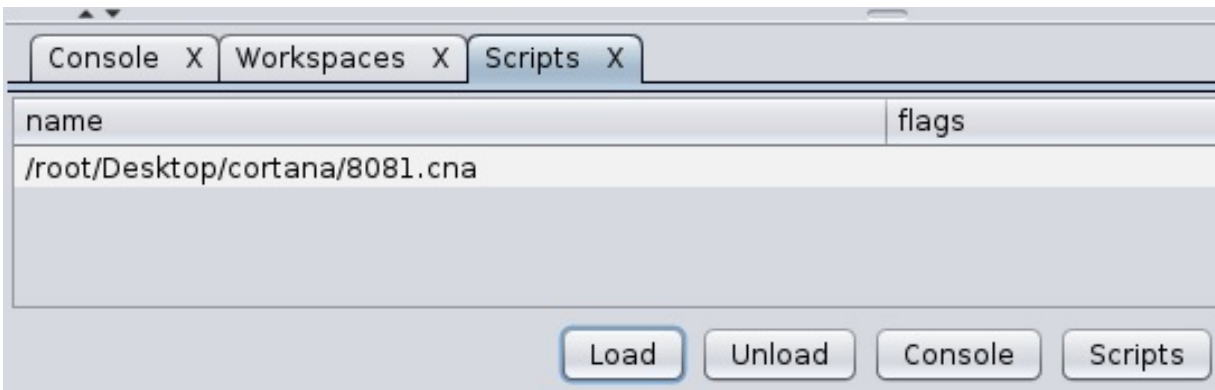 Console X Workspaces X Scripts X
name flags
/root/Desktop/cortana/8081.cna
Load Unload Console Scripts